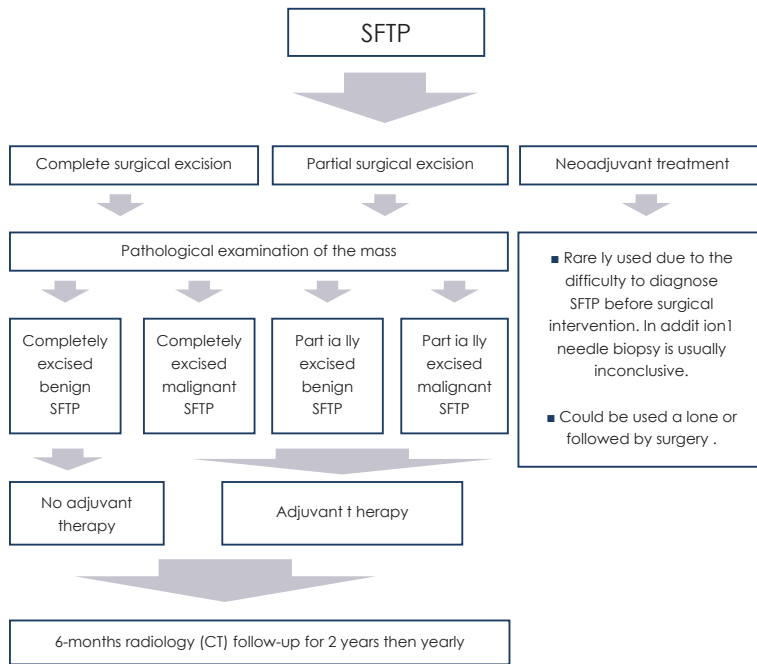 SFTP
Complete surgical excision
Partial surgical excision
Neoadjuvant treatment
Pathological examination of the mass
■ Rare ly used due to the
difficulty to diagnose
SFTP before surgical
intervention. In addit ion1
needle biopsy is usually
inconclusive.
■ Could be used a lone or
followed by surgery .
Completely
excised
benign
SFTP
Completely
excised
malignant
SFTP
Part ia lly
excised
benign
SFTP
Part ia lly
excised
malignant
SFTP
No adjuvant
therapy
Adjuvant t herapy
6-months radiology (CT) follow-up for 2 years then yearly